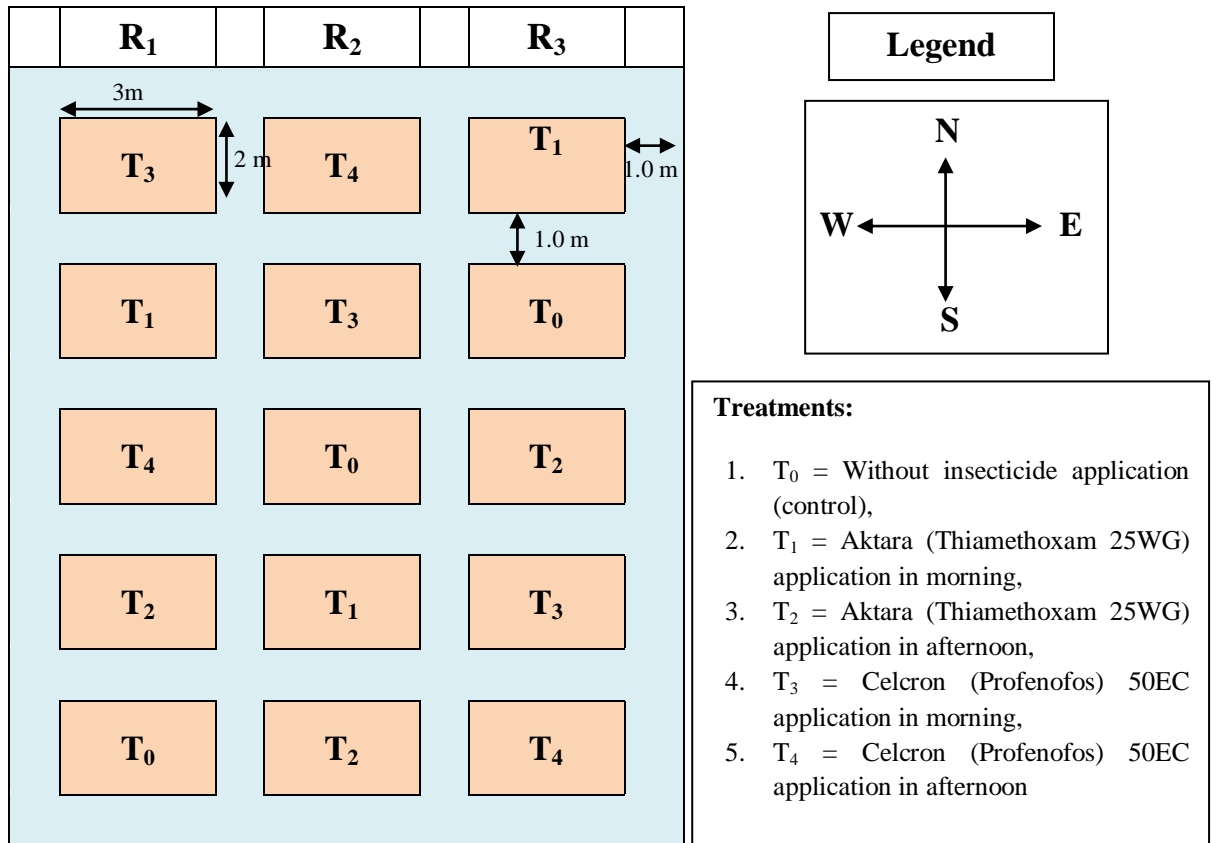 R₁ R₂ R₃
Legend
3m
T₃ 2 m T₄ T₁ 1.0 m
1.0 m
N
W E
S
T₁ T₃ T₀
T₄ T₀ T₂
T₂ T₁ T₃
T₀ T₂ T₄
Treatments:
1. T₀ = Without insecticide application
(control),
2. T₁ = Aktara (Thiamethoxam 25WG)
application in morning,
3. T₂ = Aktara (Thiamethoxam 25WG)
application in afternoon,
4. T₃ = Celcron (Profenofos) 50EC
application in morning,
5. T₄ = Celcron (Profenofos) 50EC
application in afternoon